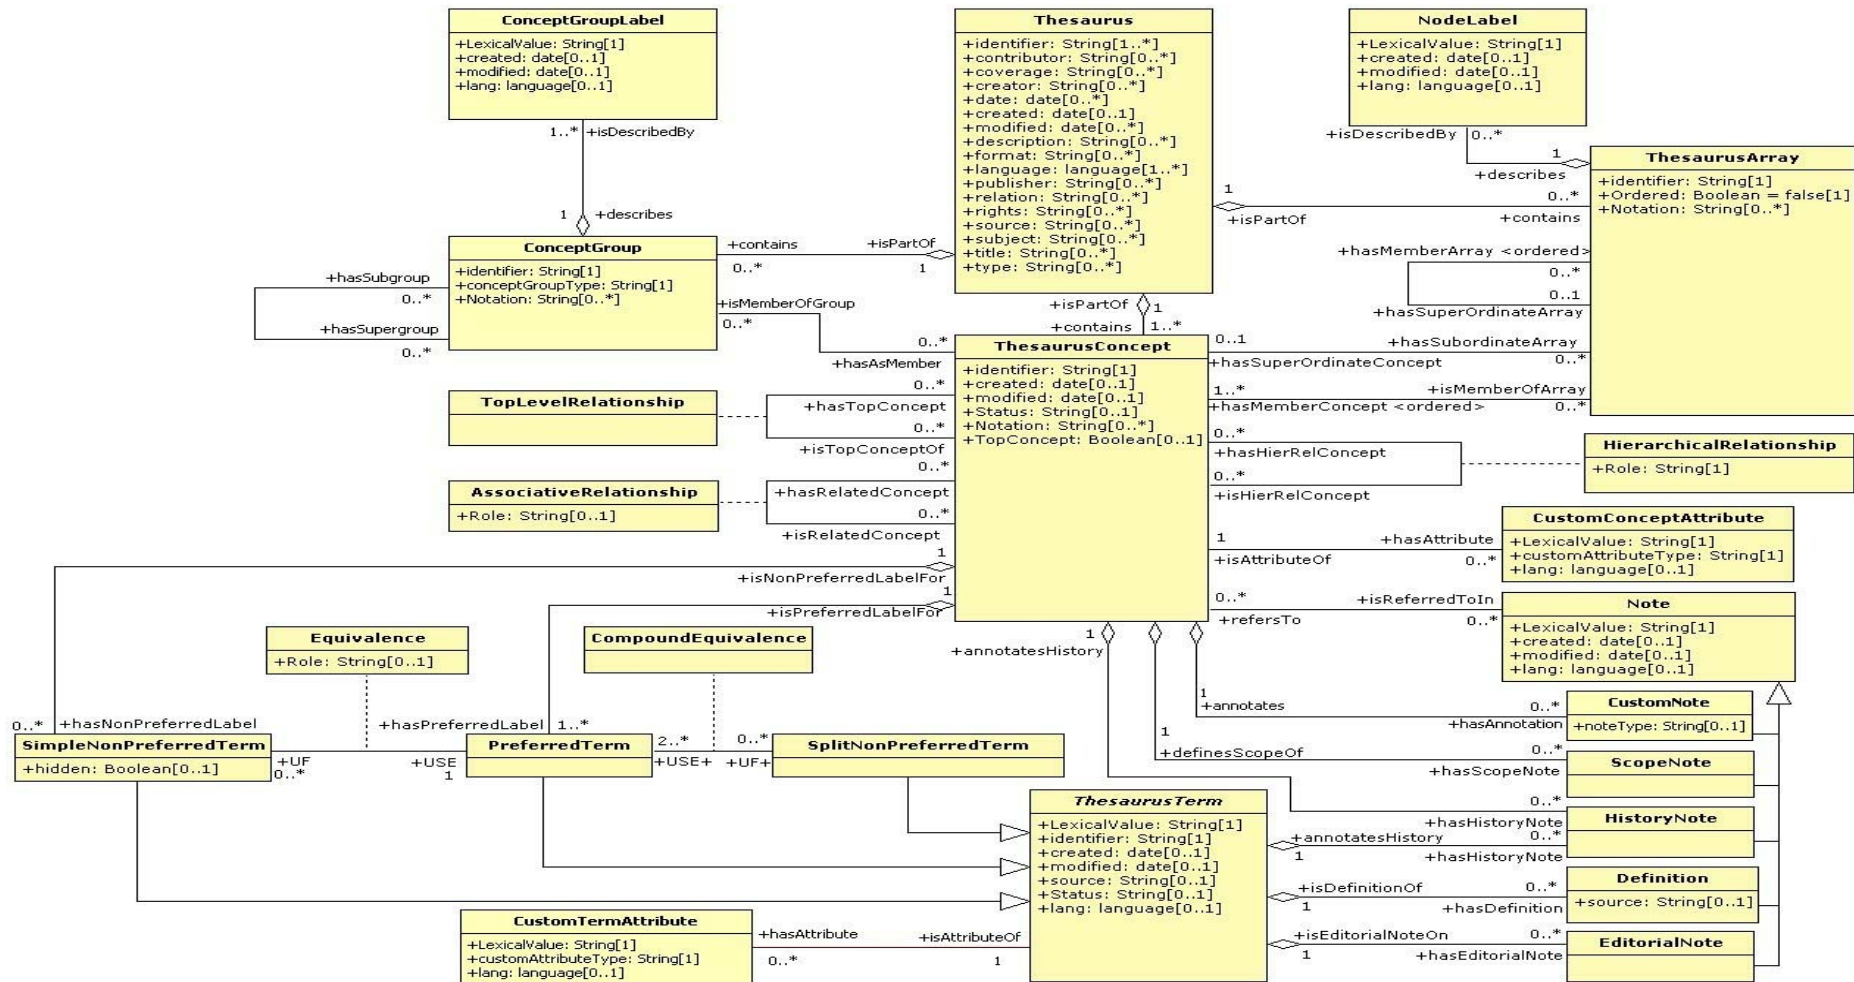 ConceptGroupLabel
+LexicalValue: String[1]
+created: date[0..1]
+modified: date[0..1]
+lang: language[0..1]
1..* +isDescribedBy
1 +describes
Thesaurus
+identifier: String[1..*]
+contributor: String[0..*]
+coverage: String[0..*]
+creator: String[0..*]
+date: date[0..*]
+created: date[0..1]
+modified: date[0..*]
+description: String[0..*]
+format: String[0..*]
+language: language[1..*]
+publisher: String[0..*]
+relation: String[0..*]
+rights: String[0..*]
+source: String[0..*]
+subject: String[0..*]
+title: String[0..*]
+type: String[0..*]
NodeLabel
+LexicalValue: String[1]
+created: date[0..1]
+modified: date[0..1]
+lang: language[0..1]
+isDescribedBy 0..*
1
+describes
ThesaurusArray
+identifier: String[1]
+Ordered: Boolean = false[1]
+Notation: String[0..*]
1 0..*
+isPartOf +contains
+hasMemberArray <ordered>
0..*
0..1
+hasSuperOrdinateArray
ConceptGroup
+identifier: String[1]
+conceptGroupType: String[1]
+Notation: String[0..*]
+contains +isPartOf
0..* 1
+hasSubgroup
0..*
+hasSupergroup
0..*
+isMemberOfGroup
0..*
0..*
+hasAsMember
+isPartOf 1
+contains 1..*
ThesaurusConcept
+identifier: String[1]
+created: date[0..1]
+modified: date[0..1]
+Status: String[0..1]
+Notation: String[0..*]
+TopConcept: Boolean[0..1]
0..1 +hasSubordinateArray
+hasSuperOrdinateConcept 0..*
1..* +isMemberOfArray
+hasMemberConcept <ordered> 0..*
TopLevelRelationship
0..*
+hasTopConcept
0..*
+isTopConceptOf
0..*
+hasHierRelConcept
0..*
+isHierRelConcept
HierarchicalRelationship
+Role: String[1]
AssociativeRelationship
+Role: String[0..1]
0..*
+hasRelatedConcept
0..*
+isRelatedConcept
CustomConceptAttribute
+LexicalValue: String[1]
+customAttributeType: String[1]
+lang: language[0..1]
1 +hasAttribute
+isAttributeOf 0..*
1
+isNonPreferredLabelFor
1
+isPreferredLabelFor
0..* +isReferredToIn
+refersTo 0..*
Note
+LexicalValue: String[1]
+created: date[0..1]
+modified: date[0..1]
+lang: language[0..1]
Equivalence
+Role: String[0..1]
CompoundEquivalence
1
+annotatesHistory
1
+annotates 0..*
+hasAnnotation
CustomNote
+noteType: String[0..1]
0..* +hasNonPreferredLabel
+hasPreferredLabel 1..*
SimpleNonPreferredTerm
+hidden: Boolean[0..1]
+UF +USE
0..* 1
PreferredTerm
2..* 0..*
+USE+ +UF+
SplitNonPreferredTerm
1
+definesScopeOf 0..*
+hasScopeNote
ScopeNote
0..*
+hasHistoryNote
HistoryNote
ThesaurusTerm
+LexicalValue: String[1]
+identifier: String[1]
+created: date[0..1]
+modified: date[0..1]
+source: String[0..1]
+Status: String[0..1]
+lang: language[0..1]
+annotatesHistory 0..*
1 +hasHistoryNote
+isDefinitionOf 0..*
1 +hasDefinition
Definition
+source: String[0..1]
+isEditorialNoteOn 0..*
1 +hasEditorialNote
EditorialNote
CustomTermAttribute
+LexicalValue: String[1]
+customAttributeType: String[1]
+lang: language[0..1]
+hasAttribute +isAttributeOf
0..* 1